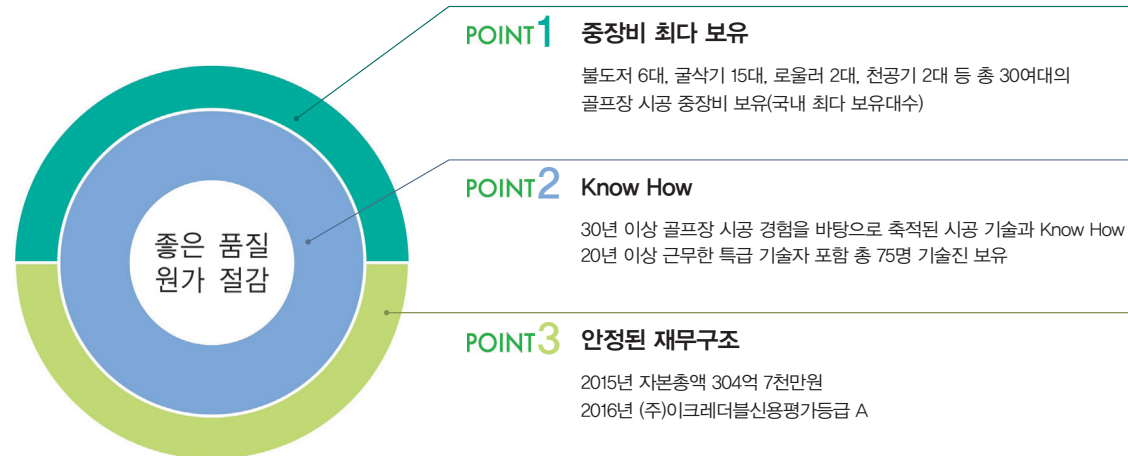 좋은 품질
원가 절감
POINT 1 중장비 최다 보유
불도저 6대, 굴삭기 15대, 로울러 2대, 천공기 2대 등 총 30여대의
골프장 시공 중장비 보유(국내 최다 보유대수)
POINT 2 Know How
30년 이상 골프장 시공 경험을 바탕으로 축적된 시공 기술과 Know How
20년 이상 근무한 특급 기술자 포함 총 75명 기술진 보유
POINT 3 안정된 재무구조
2015년 자본총액 304억 7천만원
2016년 (주)이크레더블신용평가등급 A